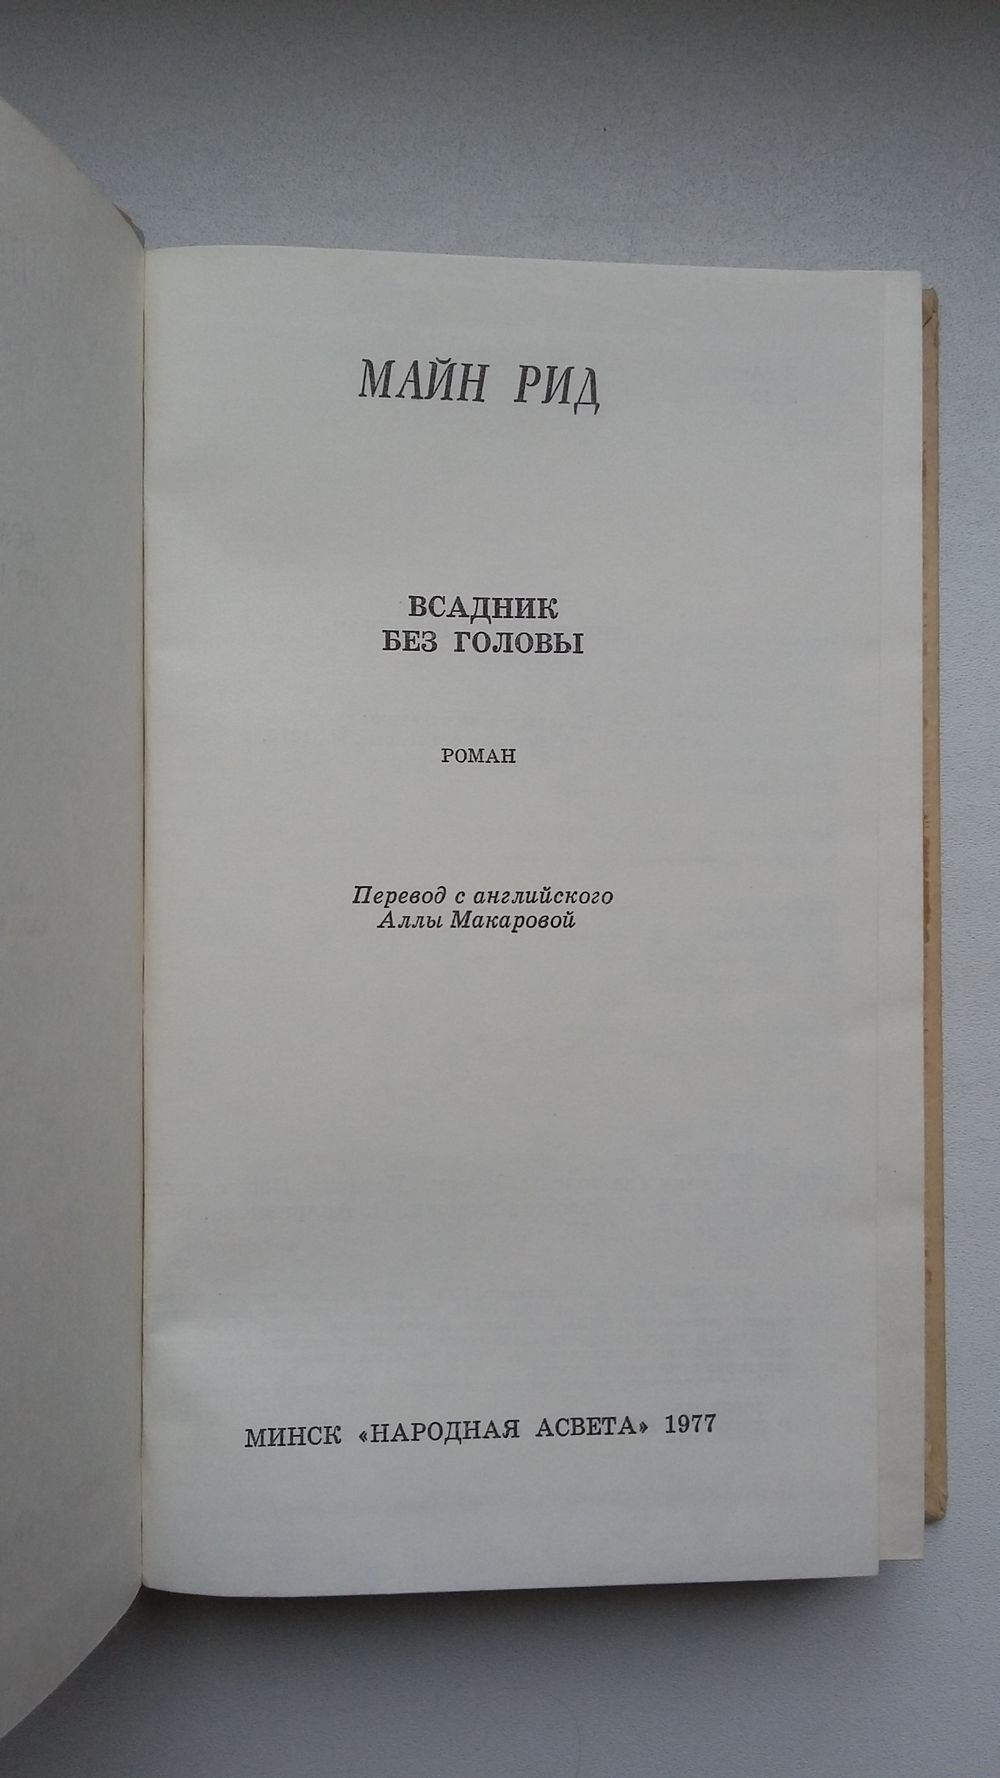 МАЙН РИД
ВСАДНИК
БЕЗ ГОЛОВЫ
РОМАН
Перевод с английского
Аллы Макаровой
МИНСК «НАРОДНАЯ АСВЕТА» 1977